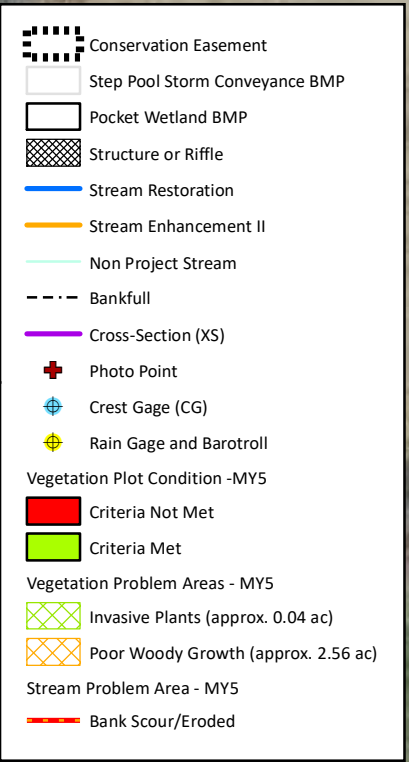 Conservation Easement
Step Pool Storm Conveyance BMP
Pocket Wetland BMP
Structure or Riffle
Stream Restoration
Stream Enhancement II
Non Project Stream
Bankfull
Cross-Section (XS)
Photo Point
Crest Gage (CG)
Rain Gage and Barotroll
Vegetation Plot Condition -MY5
Criteria Not Met
Criteria Met
Vegetation Problem Areas - MY5
Invasive Plants (approx. 0.04 ac)
Poor Woody Growth (approx. 2.56 ac)
Stream Problem Area - MY5
Bank Scour/Eroded